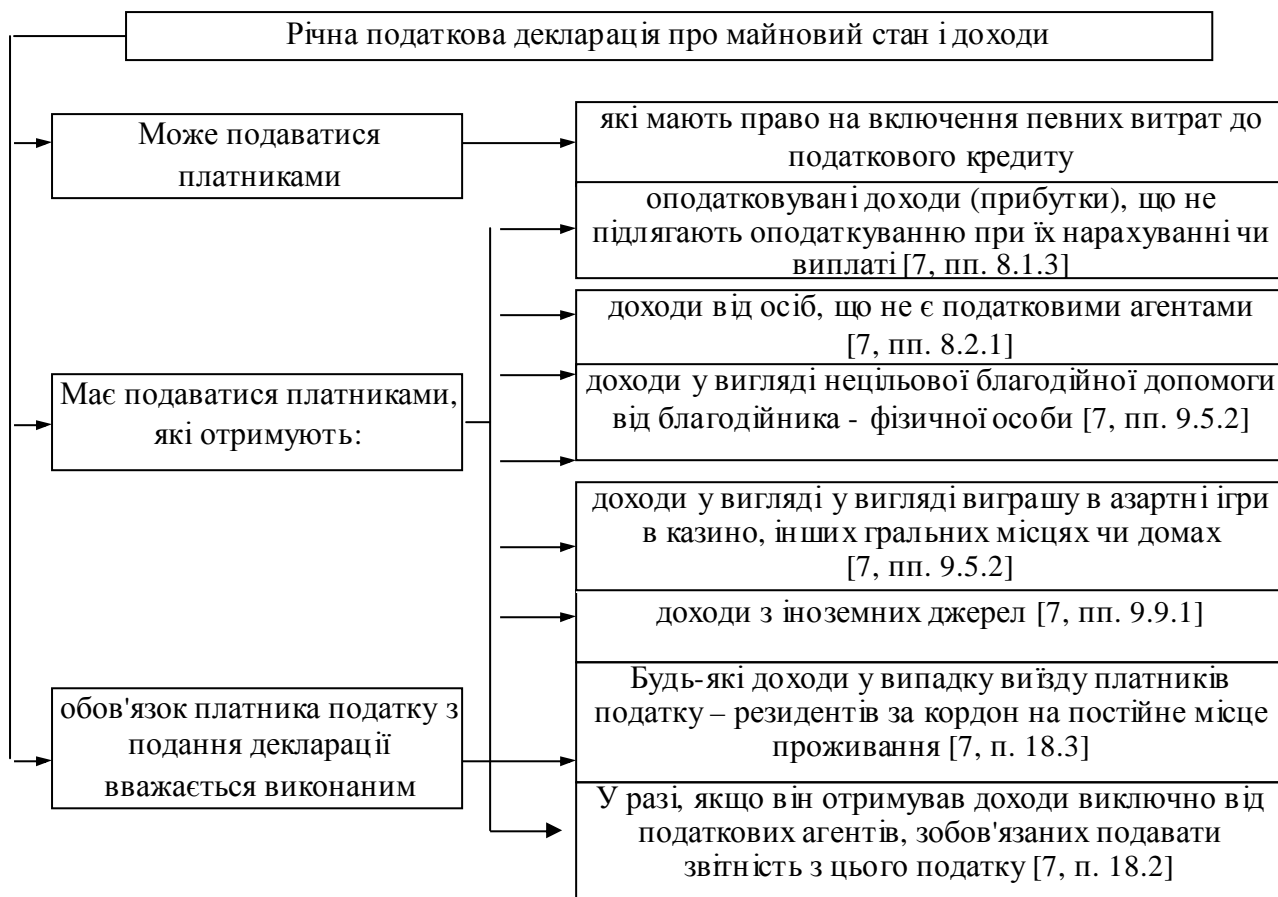 Річна податкова декларація про майновий стан і доходи
Може подаватися
платниками
які мають право на включення певних витрат до
податкового кредиту
Має подаватися платниками,
які отримують:
оподатковувані доходи (прибутки), що не
підлягають оподаткуванню при їх нарахуванні чи
виплаті [7, пп. 8.1.3]
доходи від осіб, що не є податковими агентами
[7, пп. 8.2.1]
доходи у вигляді нецільової благодійної допомоги
від благодійника - фізичної особи [7, пп. 9.5.2]
доходи у вигляді у вигляді виграшу в азартні ігри
в казино, інших гральних місцях чи домах
[7, пп. 9.5.2]
доходи з іноземних джерел [7, пп. 9.9.1]
Будь-які доходи у випадку виїзду платників
податку – резидентів за кордон на постійне місце
проживання [7, п. 18.3]
обов'язок платника податку з
подання декларації
вважається виконаним
У разі, якщо він отримував доходи виключно від
податкових агентів, зобов'язаних подавати
звітність з цього податку [7, п. 18.2]